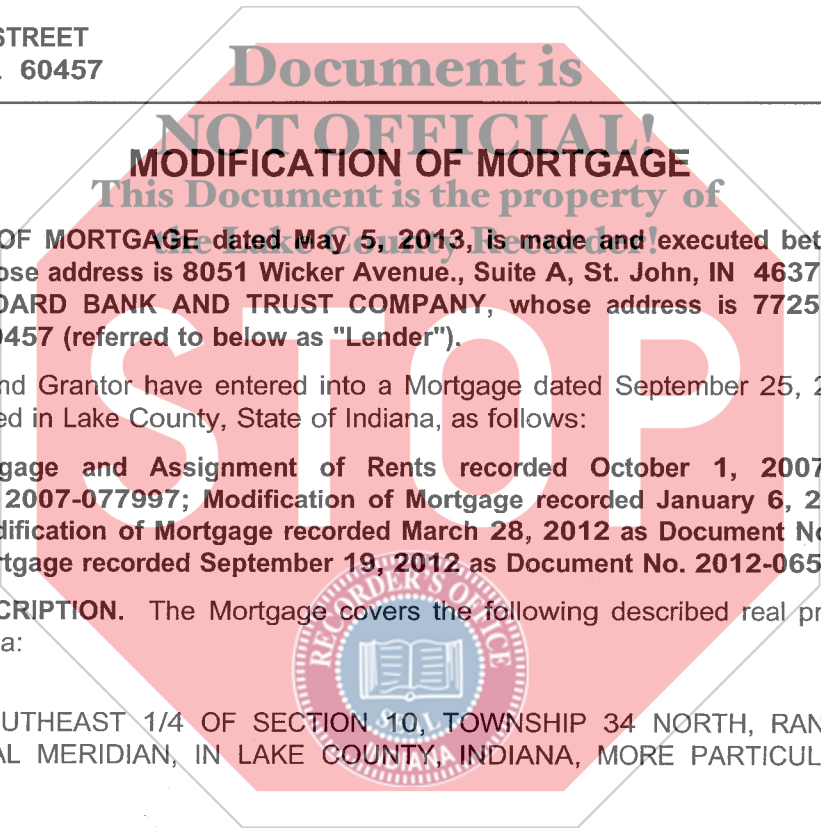 STREET
60457
Document is
NOT OFFICIAL!
MODIFICATION OF MORTGAGE
This Document is the property of
the Lake County Recorder!
OF MORTGAGE dated May 5, 2013, is made and executed bet
ose address is 8051 Wicker Avenue., Suite A, St. John, IN 4637
DARD BANK AND TRUST COMPANY, whose address is 7725
0457 (referred to below as "Lender").
nd Grantor have entered into a Mortgage dated September 25, 2
ed in Lake County, State of Indiana, as follows:
gage and Assignment of Rents recorded October 1, 2007
2007-077997; Modification of Mortgage recorded January 6, 2
dification of Mortgage recorded March 28, 2012 as Document No
rtgage recorded September 19, 2012 as Document No. 2012-065
CRIPTION. The Mortgage covers the following described real pr
a:
UTHEAST 1/4 OF SECTION 10, TOWNSHIP 34 NORTH, RAN
AL MERIDIAN, IN LAKE COUNTY, INDIANA, MORE PARTICUL
STOP
RECORDER'S OFFICE
SEAL
INDIANA